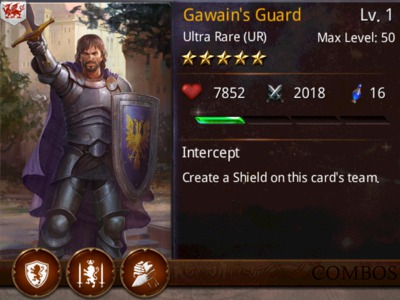 Gawain's Guard Lv. 1
Ultra Rare (UR) Max Level: 50
7852 2018 16
Intercept
Create a Shield on this card's team.
COMBOS